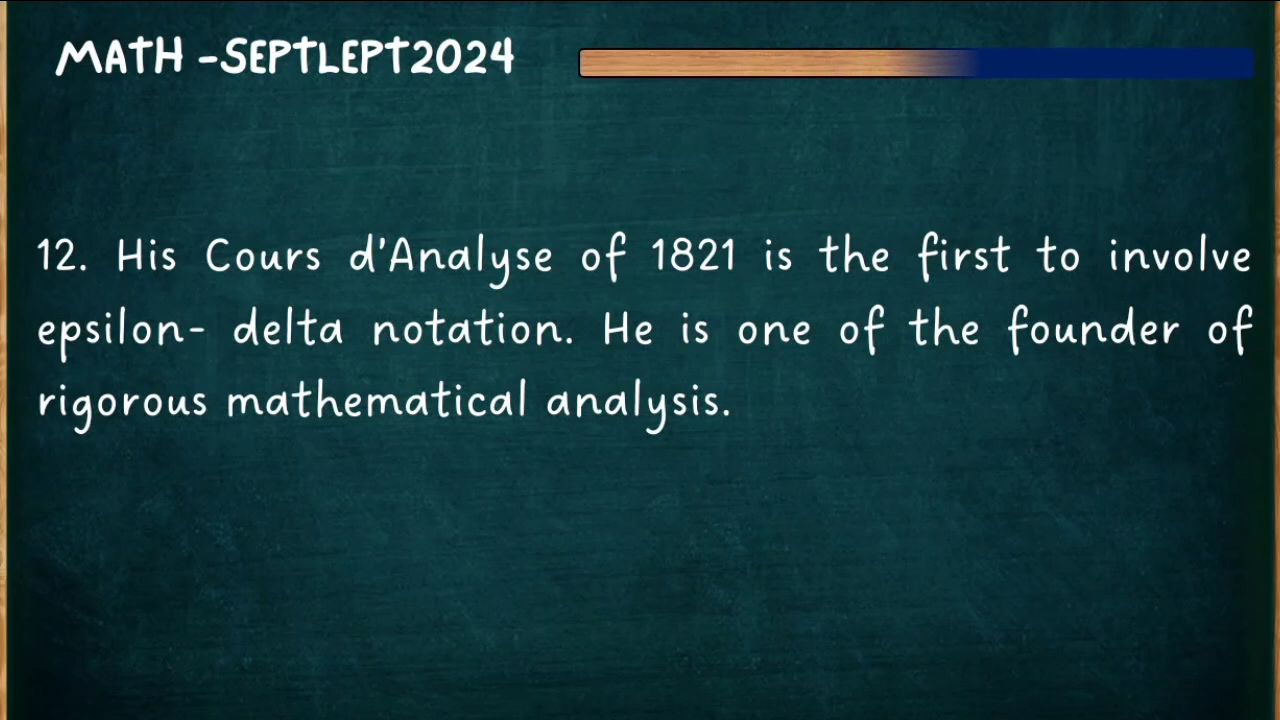 MATH -SEPTLEPT2024
12. His Cours d'Analyse of 1821 is the first to involve
epsilon- delta notation. He is one of the founder of
rigorous mathematical analysis.